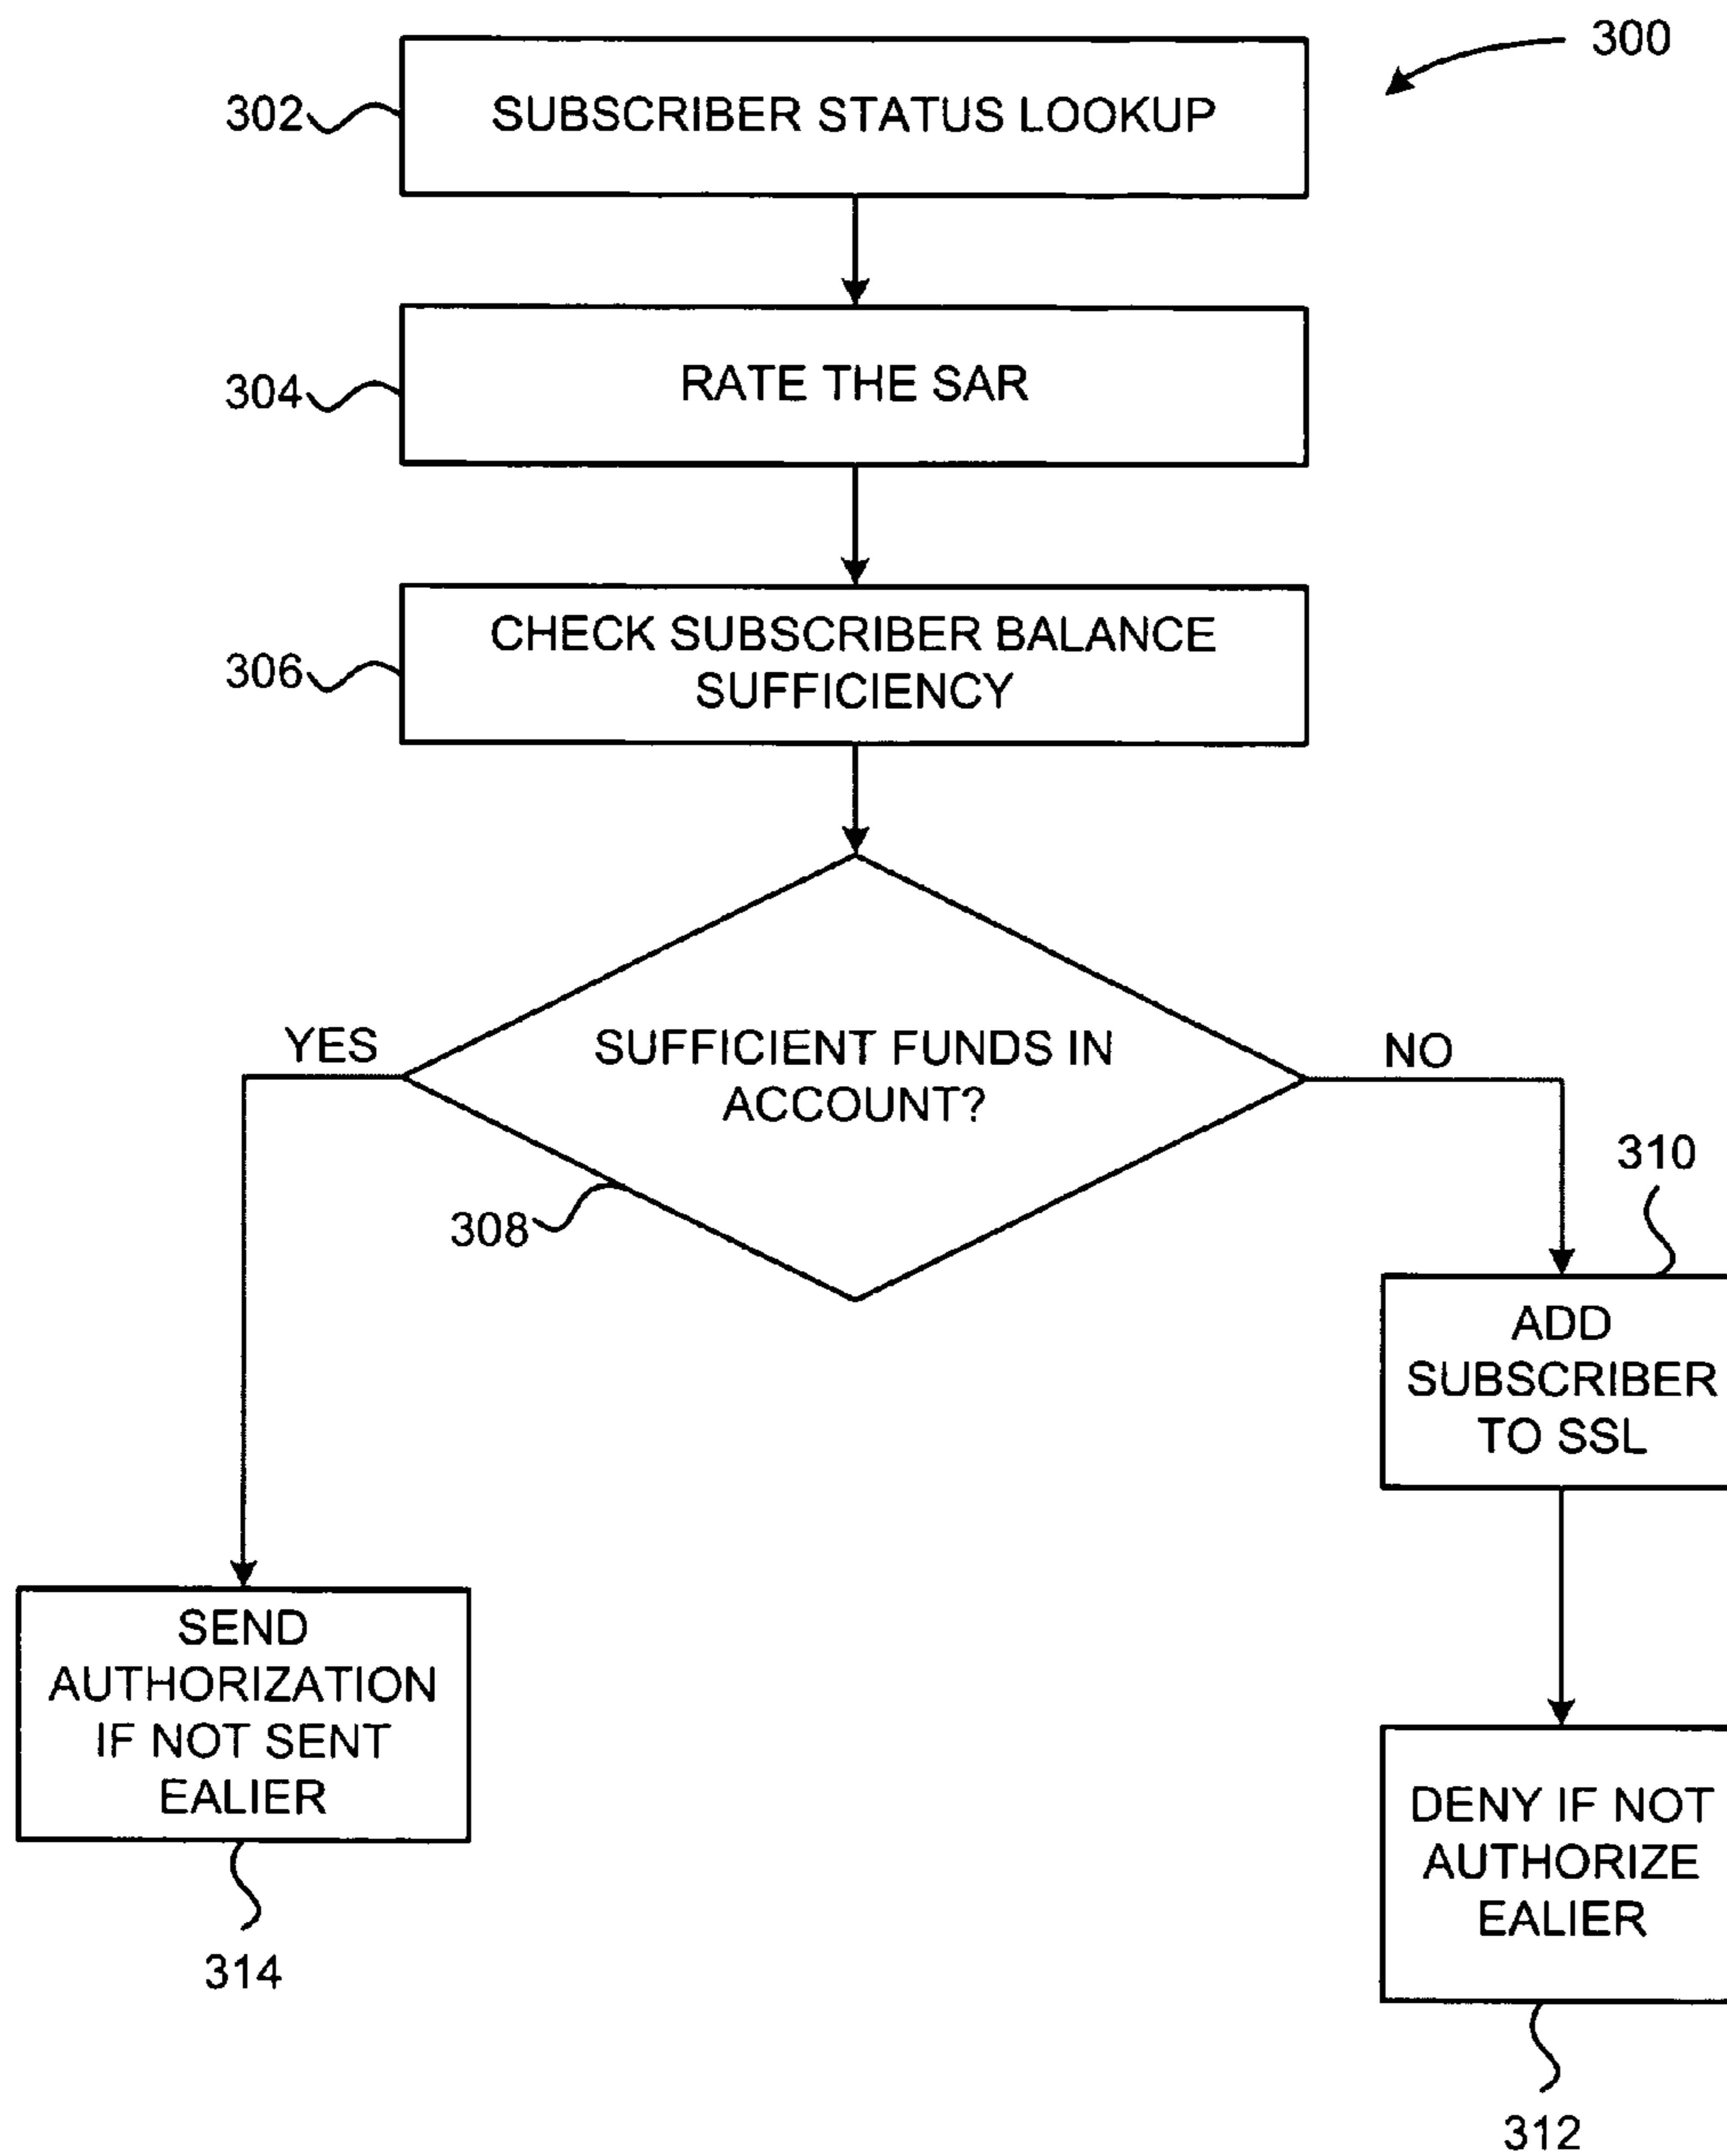 300
302
SUBSCRIBER STATUS LOOKUP
304
RATE THE SAR
306
CHECK SUBSCRIBER BALANCE
SUFFICIENCY
YES
SUFFICIENT FUNDS IN
ACCOUNT?
NO
308
310
ADD
SUBSCRIBER
TO SSL
SEND
AUTHORIZATION
IF NOT SENT
EALIER
314
DENY IF NOT
AUTHORIZE
EALIER
312